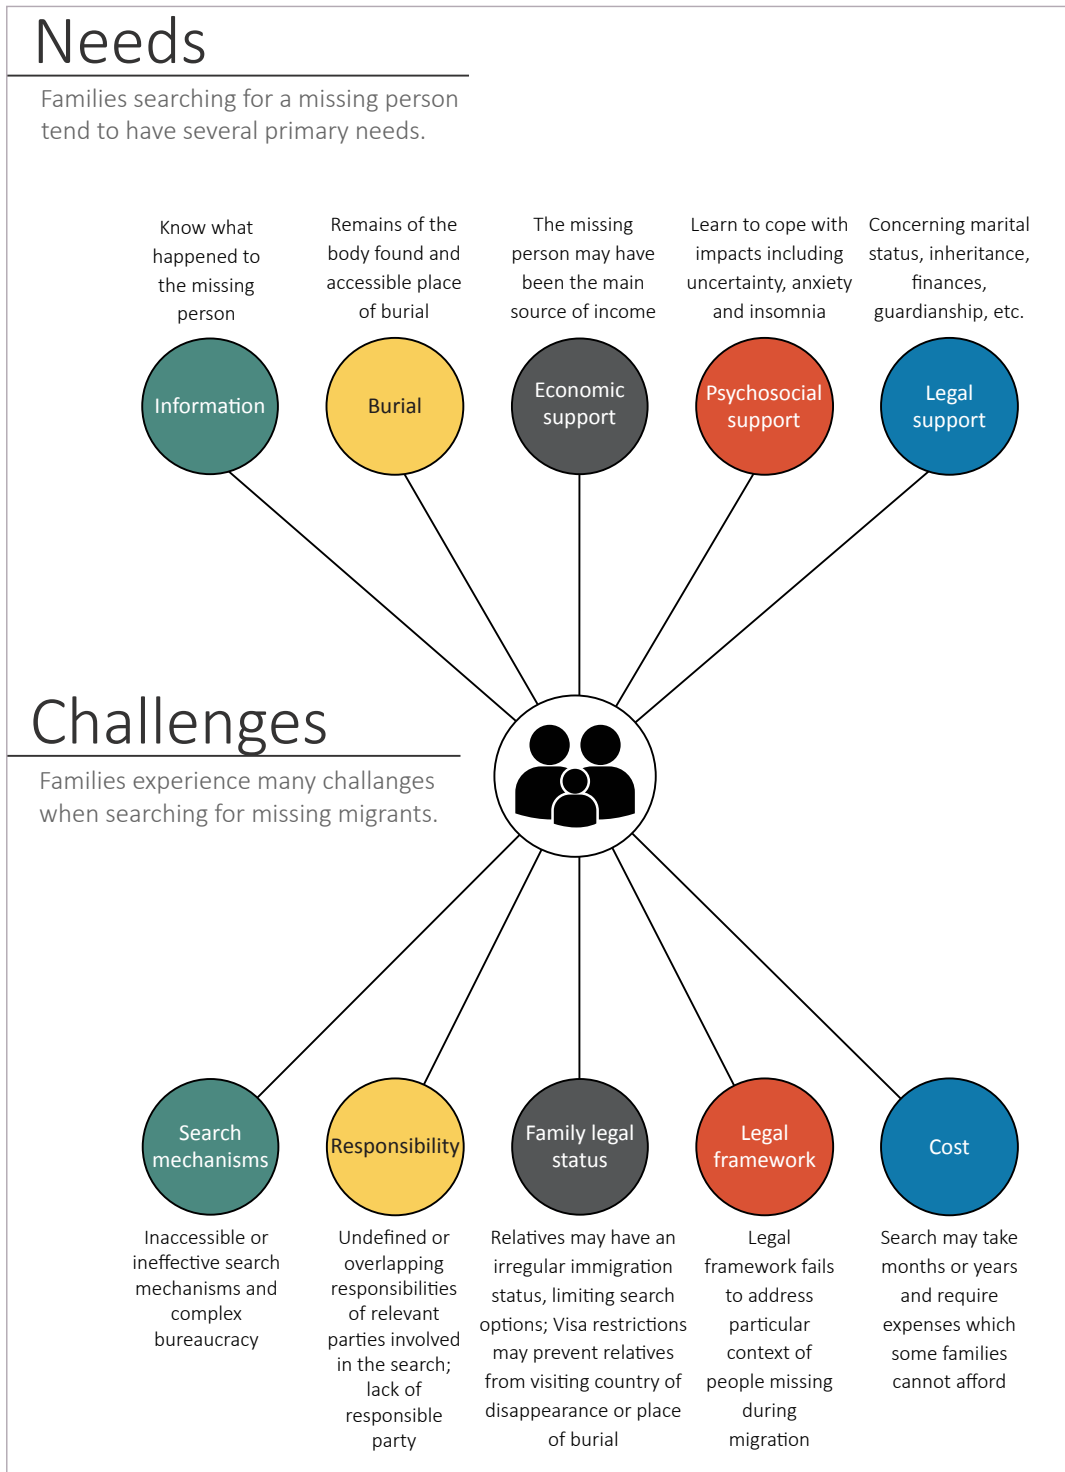 Needs
Families searching for a missing person
tend to have several primary needs.
Know what
happened to
the missing
person
Remains of the
body found and
accessible place
of burial
The missing
person may have
been the main
source of income
Learn to cope with
impacts including
uncertainty, anxiety
and insomnia
Concerning marital
status, inheritance,
finances,
guardianship, etc.
Information
Burial
Economic
support
Psychosocial
support
Legal
support
Challenges
Families experience many challanges
when searching for missing migrants.
Search
mechanisms
Responsibility
Family legal
status
Legal
framework
Cost
Inaccessible or
ineffective search
mechanisms and
complex
bureaucracy
Undefined or
overlapping
responsibilities
of relevant
parties involved
in the search;
lack of
responsible
party
Relatives may have an
irregular immigration
status, limiting search
options; Visa restrictions
may prevent relatives
from visiting country of
disappearance or place
of burial
Legal
framework fails
to address
particular
context of
people missing
during
migration
Search may take
months or years
and require
expenses which
some families
cannot afford